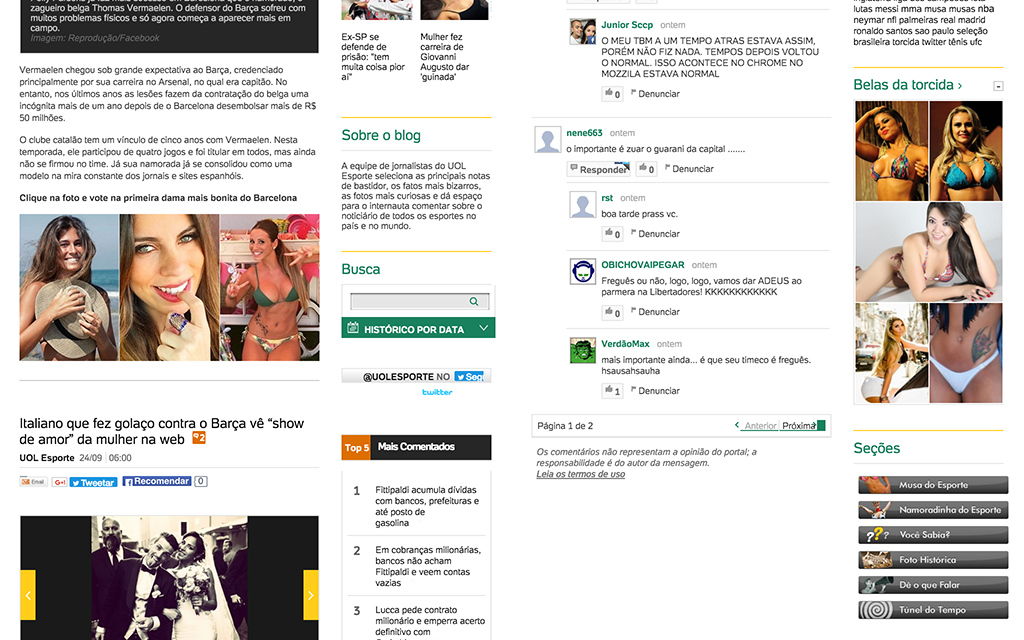 zagueiro belga Thomas Vermaelen. O defensor do Barça sofreu com
muitos problemas físicos e só agora começa a aparecer mais em
campo.
Imagem: Reprodução/Facebook
Vermaelen chegou sob grande expectativa ao Barça, credenciado
principalmente por sua carreira no Arsenal, no qual era capitão. No
entanto, nos últimos anos as lesões fazem da contratação do belga uma
incógnita mais de um ano depois de o Barcelona desembolsar mais de R$
50 milhões.
O clube catalão tem um vínculo de cinco anos com Vermaelen. Nesta
temporada, ele participou de quatro jogos e foi titular em todos, mas ainda
não se firmou no time. Já sua namorada já se consolidou como uma
modelo na mira constante dos jornais e sites espanhóis.
Clique na foto e vote na primeira dama mais bonita do Barcelona
Italiano que fez golaço contra o Barça vê “show
de amor” da mulher na web 2
UOL Esporte 24/09 06:00
Email G+1 Tweetar Recomendar 0
Ex-SP se
defende de
prisão: "tem
muita coisa por
aí"
Mulher fez
carreira de
Giovanni
Augusto dar
'guinada'
Sobre o blog
A equipe de jornalistas do UOL
Esporte seleciona as principais notas
de bastidor, os fatos mais bizarros,
as fotos mais curiosas e dá espaço
para o internauta comentar sobre o
noticiário de todos os esportes no
país e no mundo.
Busca
HISTÓRICO POR DATA
@UOLESPORTE NO Seg
twitter
Top 5 Mais Comentados
1 Fittipaldi acumula dívidas
com bancos, prefeituras e
até posto de
gasolina
2 Em cobranças milionárias,
bancos não acham
Fittipaldi e veem contas
vazias
3 Lucca pede contrato
milionário e emperra acerto
definitivo com
Junior Sccp ontem
O MEU TBM A UM TEMPO ATRAS ESTAVA ASSIM,
PORÉM NÃO FIZ NADA. TEMPOS DEPOIS VOLTOU
O NORMAL. ISSO ACONTECE NO CHROME NO
MOZZILA ESTAVA NORMAL
0 Denunciar
nene663 ontem
o importante é zuar o guarani da capital .......
Responder 0 Denunciar
rst ontem
boa tarde prass vc.
0 Denunciar
OBICHOVAIPEGAR ontem
Freguês ou não, logo, logo, vamos dar ADEUS ao
parmera na Libertadores! KKKKKKKKKKKK
0 Denunciar
VerdãoMax ontem
mais importante ainda... é que seu timeco é freguês.
hsausahsauha
1 Denunciar
Página 1 de 2 Anterior Próxima
Os comentários não representam a opinião do portal; a
responsabilidade é do autor da mensagem.
Leia os termos de uso
lutas messi mma musa musas nba
neymar nfl palmeiras real madrid
ronaldo santos sao paulo seleção
brasileira torcida twitter tênis ufc
Belas da torcida ›
Seções
Musa do Esporte
Namoradinha do Esporte
Você Sabia?
Foto Histórica
Dê o que Falar
Túnel do Tempo